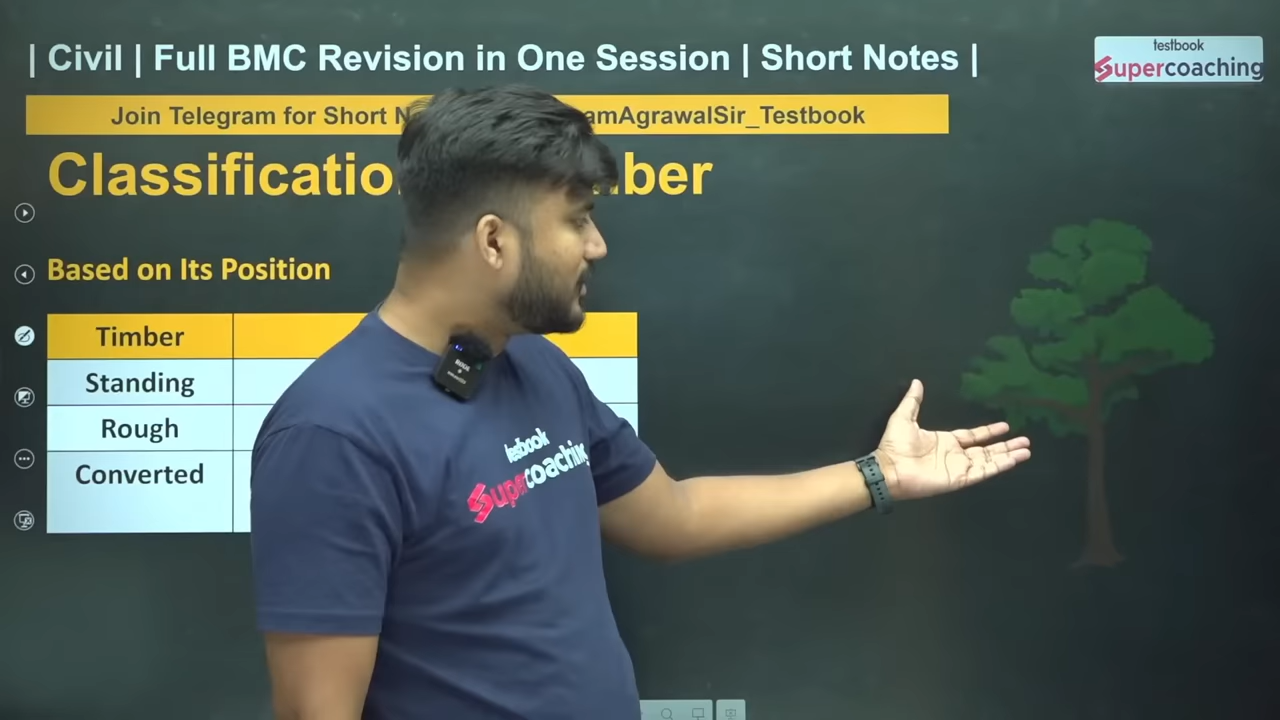 | Civil | Full BMC Revision in One Session | Short Notes |
testbook
Supercoaching
Join Telegram for Short amAgrawalSir_Testbook
Classificatio ber
Based on Its Position
Timber
Standing
Rough
Converted
testbook
Supercoaching